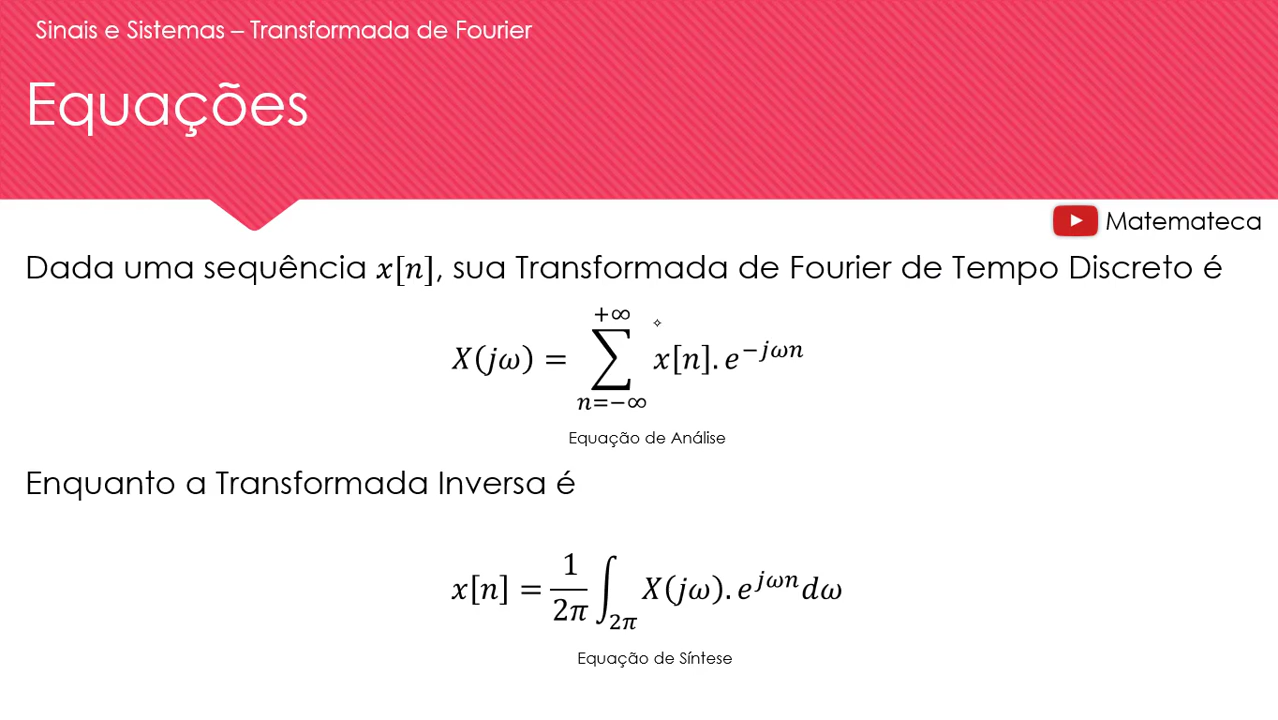 Sinais e Sistemas – Transformada de Fourier
Equações
Matemateca
Dada uma sequência x[n], sua Transformada de Fourier de Tempo Discreto é
X(jω) = ∑_{n=−∞}^{+∞} x[n].e^{−jωn}
Equação de Análise
Enquanto a Transformada Inversa é
x[n] = \frac{1}{2π} ∫_{2π} X(jω).e^{jωn}dω
Equação de Síntese